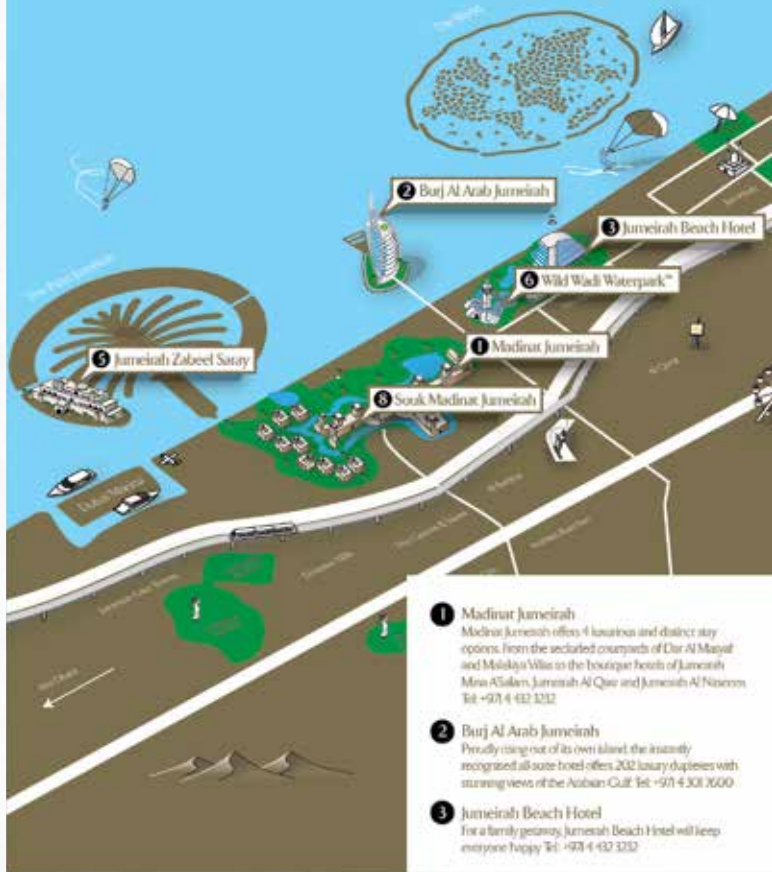 The World
2 Burj Al Arab Jumeirah
3 Jumeirah Beach Hotel
6 Wild Wadi Waterpark™
The Palm Jumeirah
1 Madinat Jumeirah
5 Jumeirah Zabeel Saray
8 Souk Madinat Jumeirah
Dubai Marina
1 Madinat Jumeirah
Madinat Jumeirah offers 4 luxurious and distinct stay
options. From the secluded courtyards of Dar Al Masyaf
and Malakiya Villas to the boutique hotels of Jumeirah
Mina A'Salam, Jumeirah Al Qasr and Jumeirah Al Naseem.
Tel: +971 4 432 3232
2 Burj Al Arab Jumeirah
Proudly rising out of its own island, the instantly
recognised all-suite hotel offers 202 luxury duplexes with
stunning views of the Arabian Gulf. Tel: +971 4 301 7600
3 Jumeirah Beach Hotel
For a family getaway, Jumeirah Beach Hotel will keep
everyone happy Tel: +971 4 432 3232